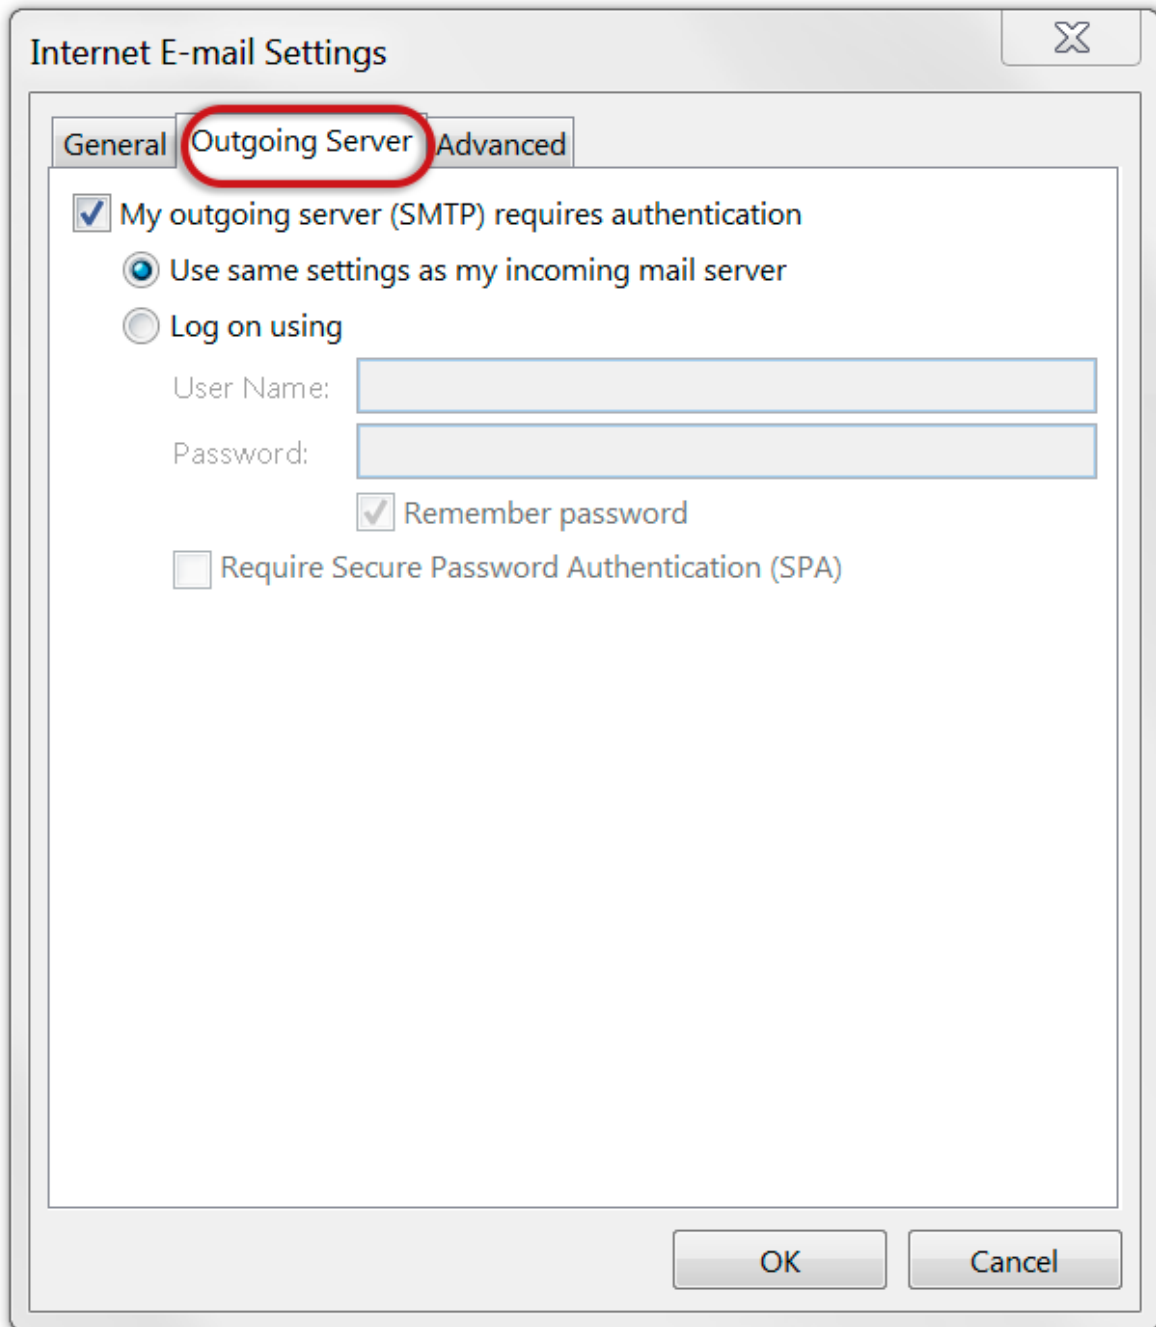 Internet E-mail Settings
General Outgoing Server Advanced
My outgoing server (SMTP) requires authentication
Use same settings as my incoming mail server
Log on using
User Name:
Password:
Remember password
Require Secure Password Authentication (SPA)
OK Cancel